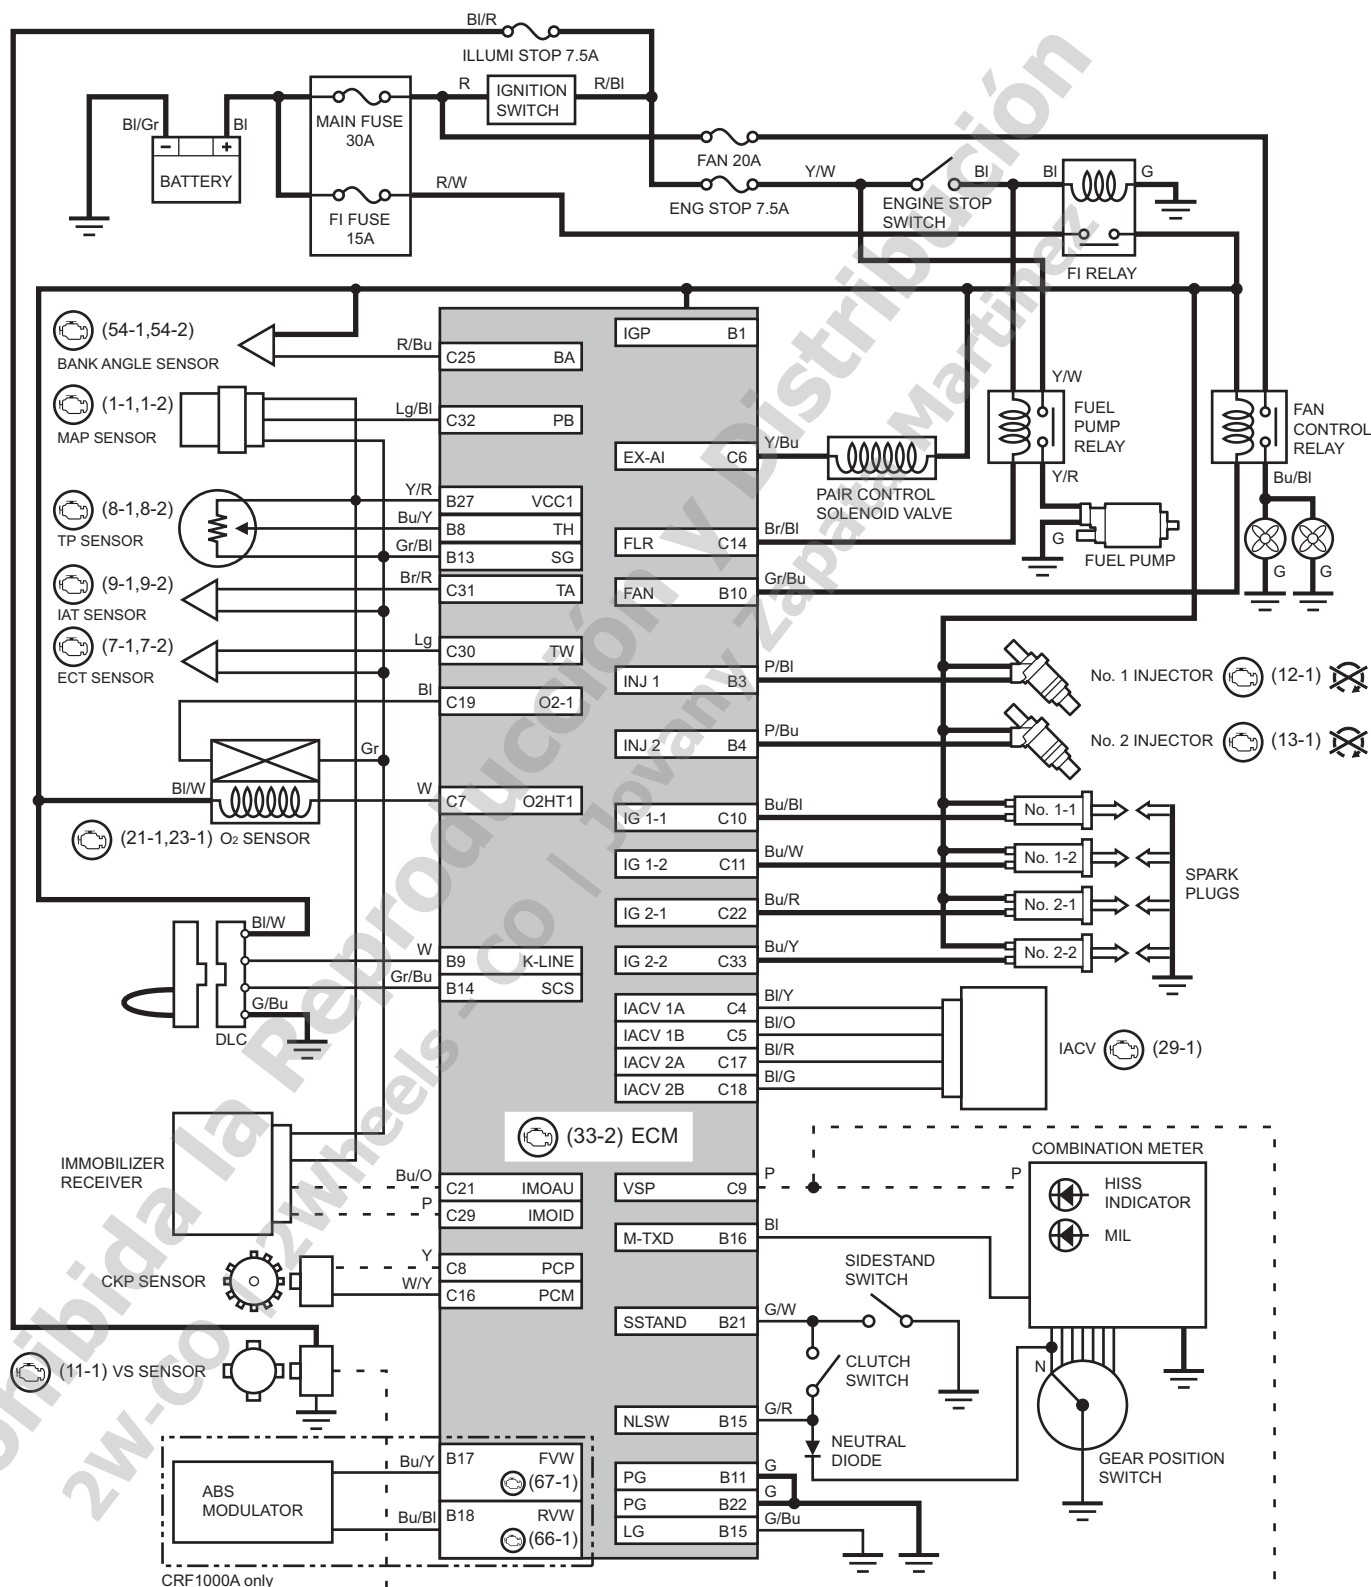 Bl/R
ILLUMI STOP 7.5A
R
IGNITION
SWITCH
R/Bl
Bl/Gr
Bl
MAIN FUSE
30A
BATTERY
FAN 20A
Y/W
Bl
Bl
G
R/W
ENG STOP 7.5A
ENGINE STOP
SWITCH
FI FUSE
15A
FI RELAY
(54-1,54-2)
BANK ANGLE SENSOR
R/Bu
C25 BA
IGP B1
(1-1,1-2)
MAP SENSOR
Lg/Bl
C32 PB
Y/W
FUEL
PUMP
RELAY
FAN
CONTROL
RELAY
EX-AI C6
Y/Bu
PAIR CONTROL
SOLENOID VALVE
Y/R
Bu/Bl
(8-1,8-2)
TP SENSOR
Y/R
B27 VCC1
Bu/Y
B8 TH
Gr/Bl
B13 SG
FLR C14
Br/Bl
G
FUEL PUMP
G
G
(9-1,9-2)
IAT SENSOR
Br/R
C31 TA
FAN B10
Gr/Bu
(7-1,7-2)
ECT SENSOR
Lg
C30 TW
INJ 1 B3
P/Bl
No. 1 INJECTOR (12-1)
Bl
C19 O2-1
INJ 2 B4
P/Bu
No. 2 INJECTOR (13-1)
Gr
Bl/W
W
C7 O2HT1
(21-1,23-1) O2 SENSOR
IG 1-1 C10
Bu/Bl
No. 1-1
IG 1-2 C11
Bu/W
No. 1-2
SPARK
PLUGS
IG 2-1 C22
Bu/R
No. 2-1
IG 2-2 C33
Bu/Y
No. 2-2
Bl/W
W
B9 K-LINE
Gr/Bu
B14 SCS
G/Bu
DLC
IACV 1A C4
Bl/Y
IACV 1B C5
Bl/O
IACV 2A C17
Bl/R
IACV 2B C18
Bl/G
IACV (29-1)
(33-2) ECM
IMMOBILIZER
RECEIVER
Bu/O
C21 IMOAU
P
C29 IMOID
VSP C9
P
P
COMBINATION METER
HISS
INDICATOR
MIL
M-TXD B16
Bl
CKP SENSOR
Y
C8 PCP
W/Y
C16 PCM
SIDESTAND
SWITCH
SSTAND B21
G/W
(11-1) VS SENSOR
CLUTCH
SWITCH
N
NLSW B15
G/R
NEUTRAL
DIODE
GEAR POSITION
SWITCH
ABS
MODULATOR
Bu/Y
B17 FVW
(67-1)
Bu/Bl
B18 RVW
(66-1)
PG B11
G
PG B22
G
LG B15
G/Bu
CRF1000A only
ohibida la Reproducción y Distribución
2w-co | 2Wheels - CO | Jovany Zapata Martinez